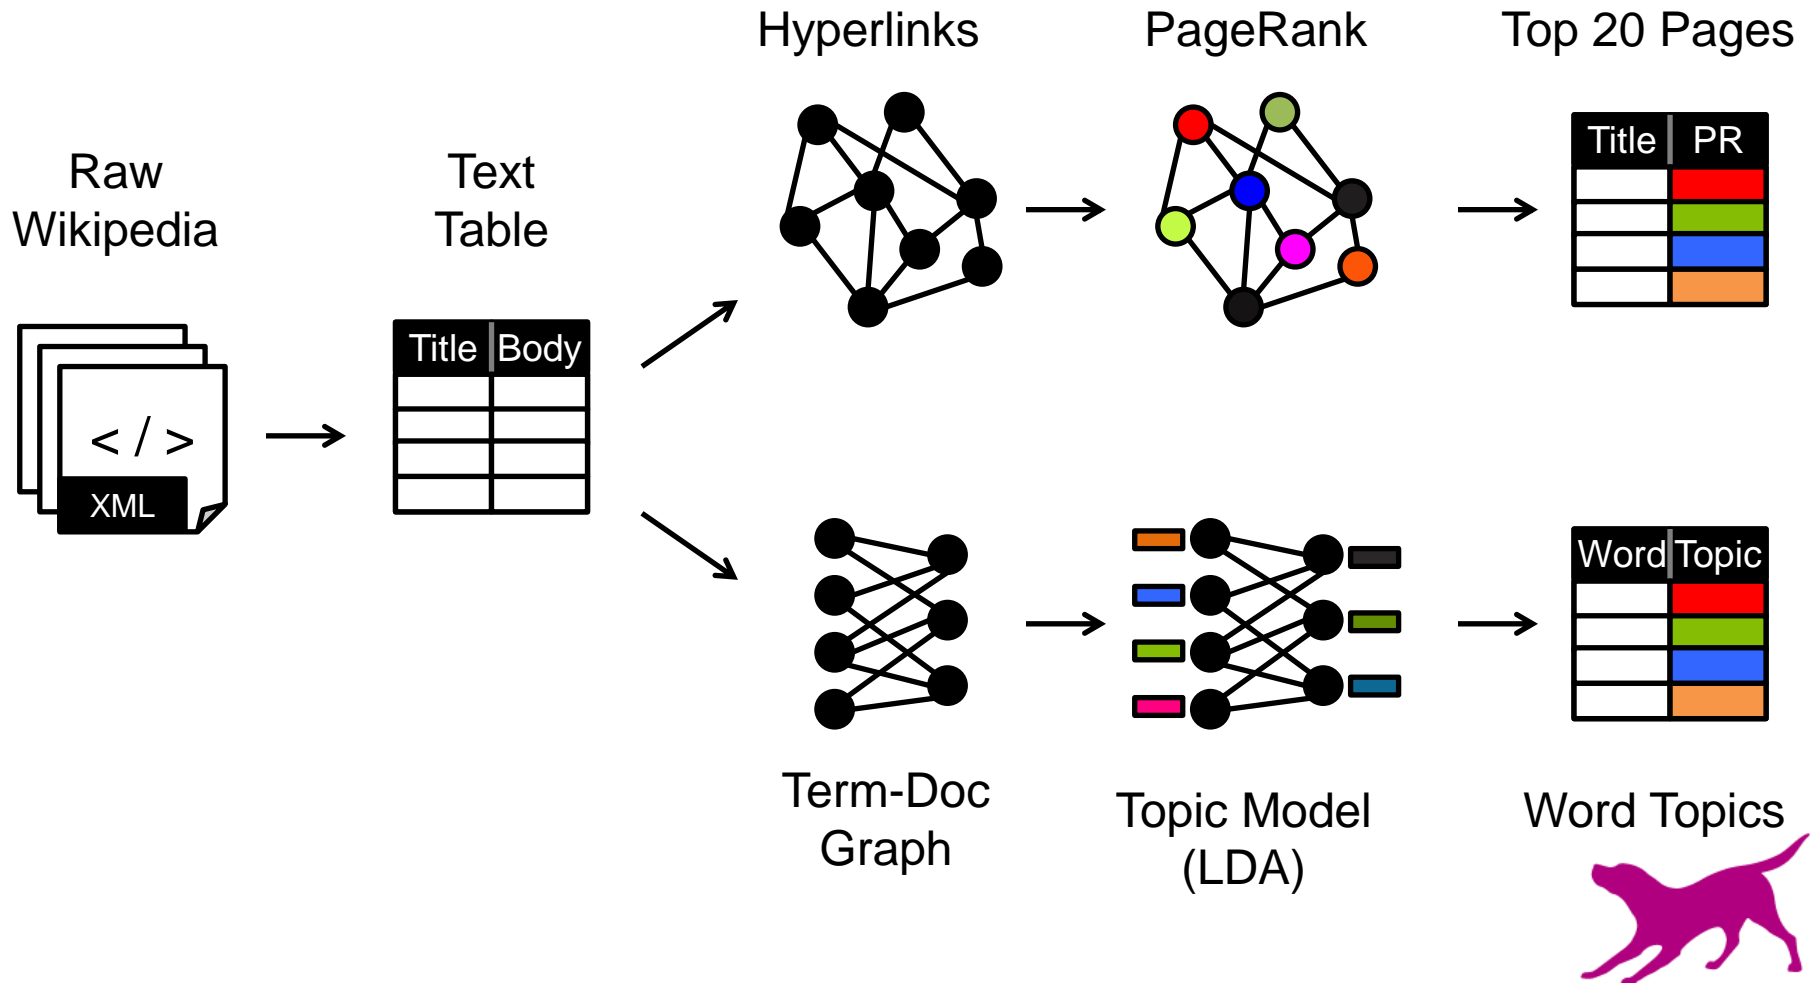 Hyperlinks
PageRank
Top 20 Pages
Raw
Wikipedia
Text
Table
Title PR
Title Body
< / >
XML
Word Topic
Term-Doc
Graph
Topic Model
(LDA)
Word Topics